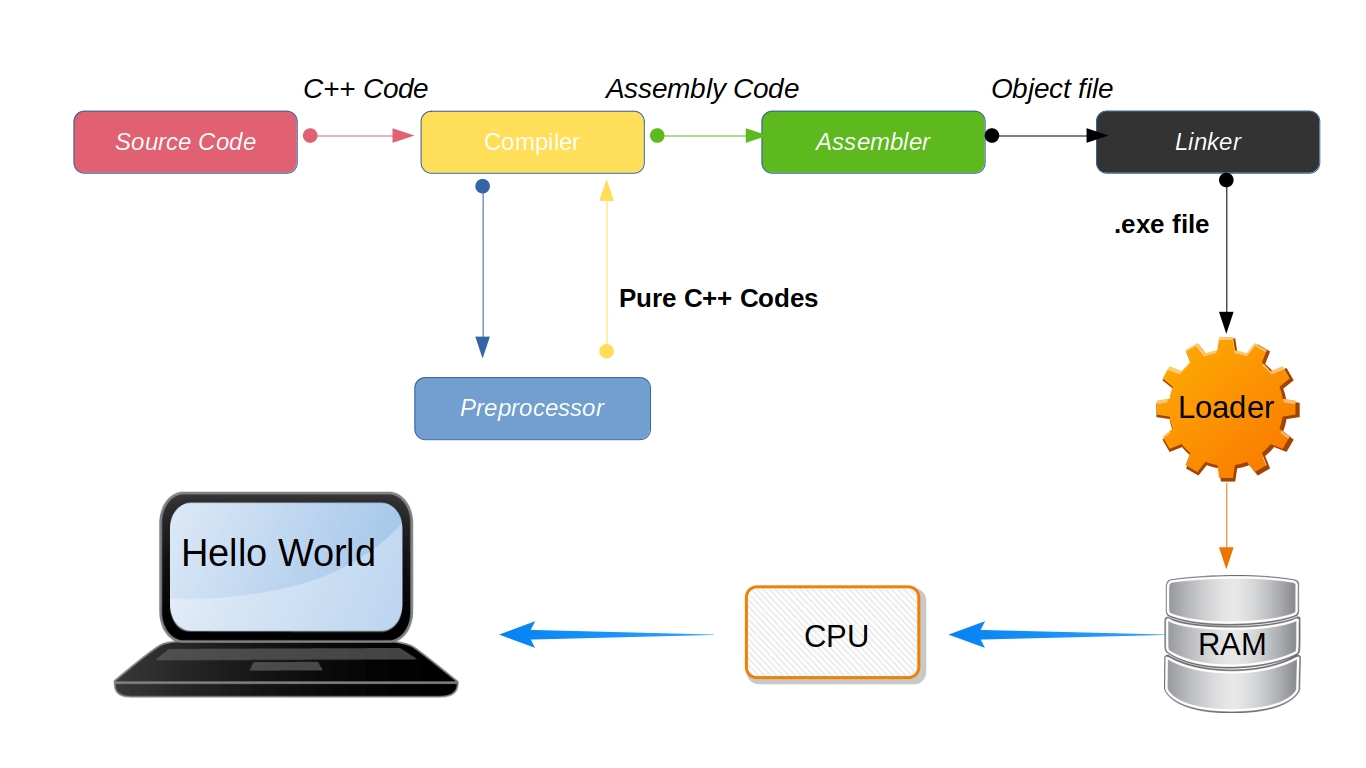 C++ Code
Assembly Code
Object file
Source Code
Compiler
Assembler
Linker
.exe file
Pure C++ Codes
Preprocessor
Loader
Hello World
CPU
RAM